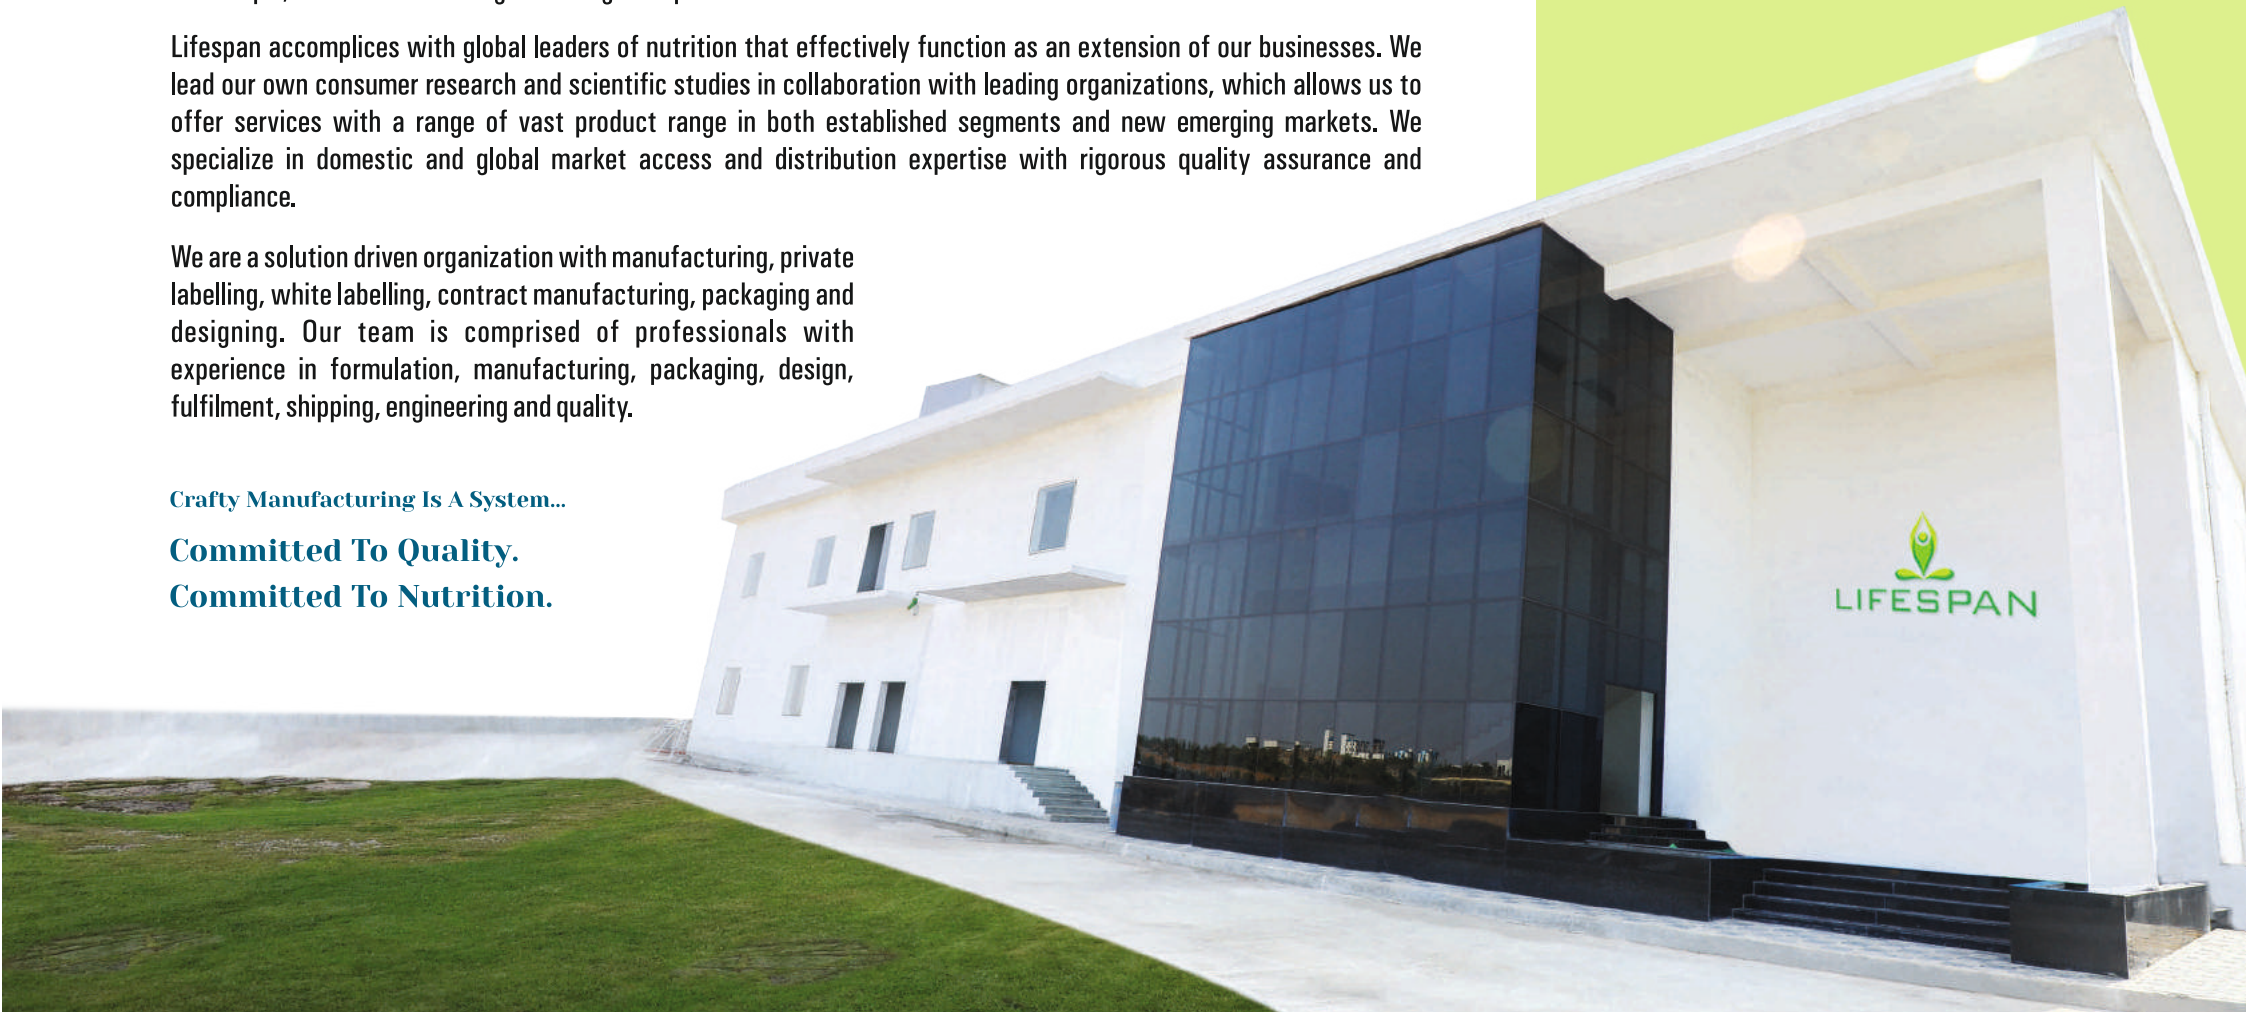 Lifespan accomplices with global leaders of nutrition that effectively function as an extension of our businesses. We
lead our own consumer research and scientific studies in collaboration with leading organizations, which allows us to
offer services with a range of vast product range in both established segments and new emerging markets. We
specialize in domestic and global market access and distribution expertise with rigorous quality assurance and
compliance.
We are a solution driven organization with manufacturing, private
labelling, white labelling, contract manufacturing, packaging and
designing. Our team is comprised of professionals with
experience in formulation, manufacturing, packaging, design,
fulfilment, shipping, engineering and quality.
Crafty Manufacturing Is A System...
Committed To Quality.
Committed To Nutrition.
LIFESPAN